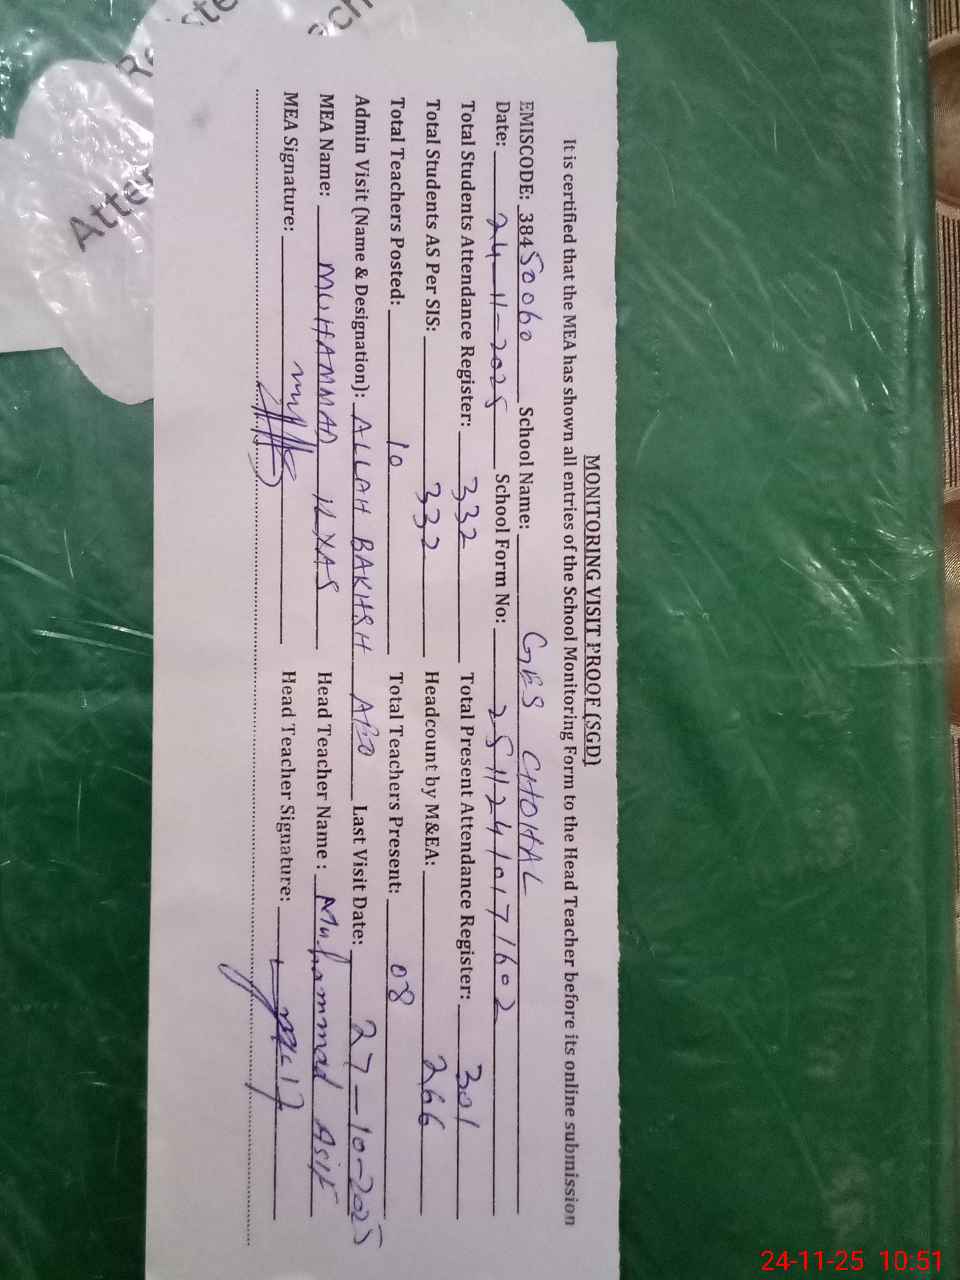 MONITORING VISIT PROOF (SGD)
It is certified that the MEA has shown all entries of the School Monitoring Form to the Head Teacher before its online submission
EMISCODE: 38450060 School Name: GES CHOHAL
Date: 24-11-2025 School Form No: 25112410171602
Total Students Attendance Register: 332 Total Present Attendance Register: 301
Total Students AS Per SIS: 332 Headcount by M&EA: 266
Total Teachers Posted: 10 Total Teachers Present: 08
Admin Visit (Name & Designation): ALLAH BAKHSH Last Visit Date: 27-10-2025
MEA Name: MUHAMMAD ILYAS Head Teacher Name: Muhammad Asif
MEA Signature: Head Teacher Signature:
24-11-25 10:51